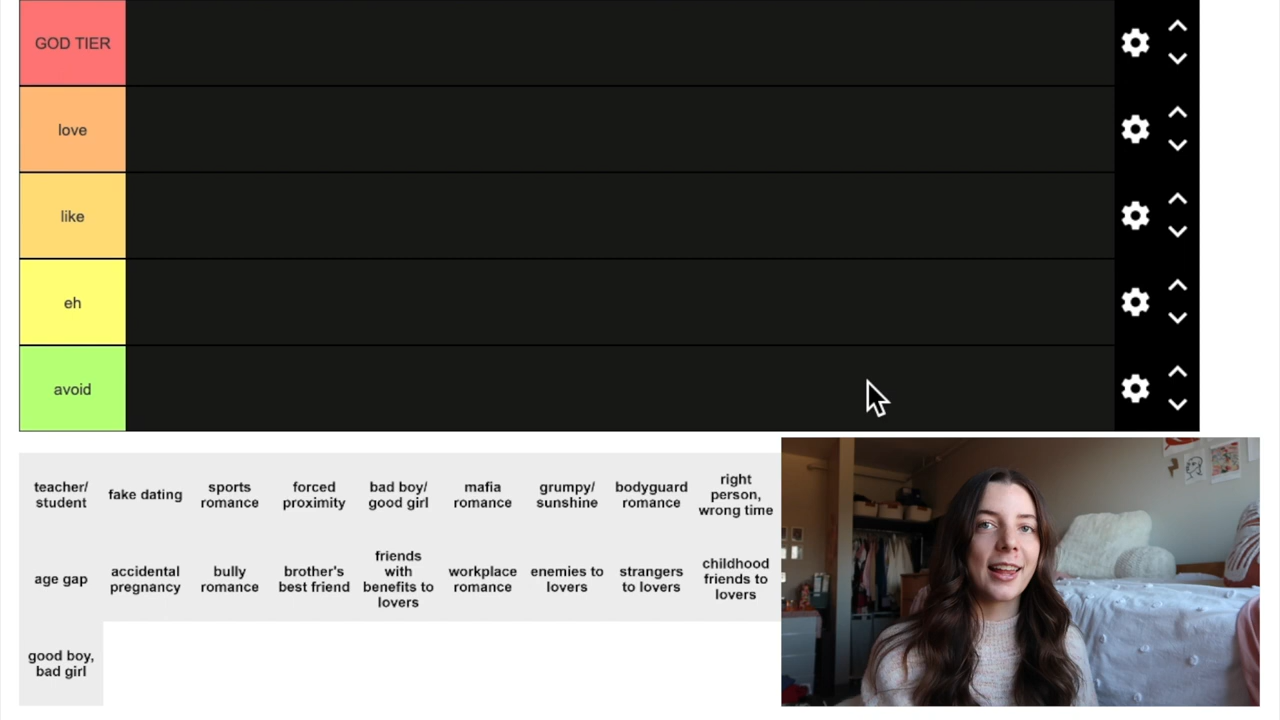 GOD TIER
love
like
eh
avoid
teacher/
student
fake dating
sports
romance
forced
proximity
bad boy/
good girl
mafia
romance
grumpy/
sunshine
bodyguard
romance
right
person,
wrong time
age gap
accidental
pregnancy
bully
romance
brother's
best friend
friends
with
benefits to
lovers
workplace
romance
enemies to
lovers
strangers
to lovers
childhood
friends to
lovers
good boy,
bad girl